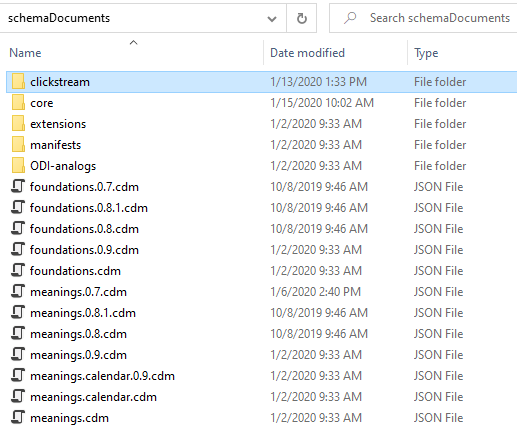 schemaDocuments Search schemaDocuments
Name Date modified Type
clickstream 1/13/2020 1:33 PM File folder
core 1/15/2020 10:02 AM File folder
extensions 1/2/2020 9:33 AM File folder
manifests 1/2/2020 9:33 AM File folder
ODI-analogs 1/2/2020 9:33 AM File folder
foundations.0.7.cdm 10/8/2019 9:46 AM JSON File
foundations.0.8.1.cdm 10/8/2019 9:46 AM JSON File
foundations.0.8.cdm 10/8/2019 9:46 AM JSON File
foundations.0.9.cdm 1/2/2020 9:33 AM JSON File
foundations.cdm 1/2/2020 9:33 AM JSON File
meanings.0.7.cdm 1/6/2020 2:40 PM JSON File
meanings.0.8.1.cdm 10/8/2019 9:46 AM JSON File
meanings.0.8.cdm 10/8/2019 9:46 AM JSON File
meanings.0.9.cdm 1/2/2020 9:33 AM JSON File
meanings.calendar.0.9.cdm 1/2/2020 9:33 AM JSON File
meanings.calendar.cdm 1/2/2020 9:33 AM JSON File
meanings.cdm 1/2/2020 9:33 AM JSON File